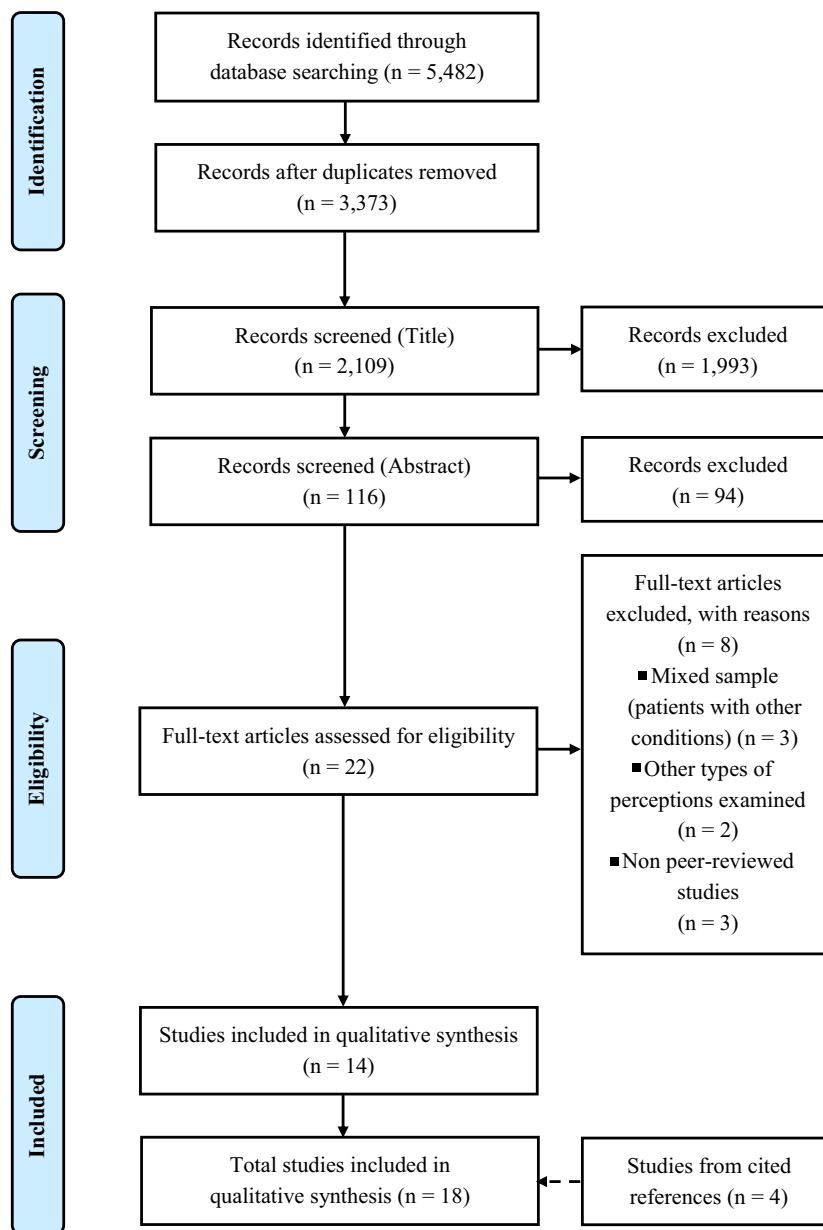 Identification
Records identified through
database searching (n = 5,482)
Records after duplicates removed
(n = 3,373)
Screening
Records screened (Title)
(n = 2,109)
Records excluded
(n = 1,993)
Records screened (Abstract)
(n = 116)
Records excluded
(n = 94)
Eligibility
Full-text articles assessed for eligibility
(n = 22)
Full-text articles
excluded, with reasons
(n = 8)
■ Mixed sample
(patients with other
conditions) (n = 3)
■ Other types of
perceptions examined
(n = 2)
■ Non peer-reviewed
studies
(n = 3)
Included
Studies included in qualitative synthesis
(n = 14)
Total studies included in
qualitative synthesis (n = 18)
Studies from cited
references (n = 4)